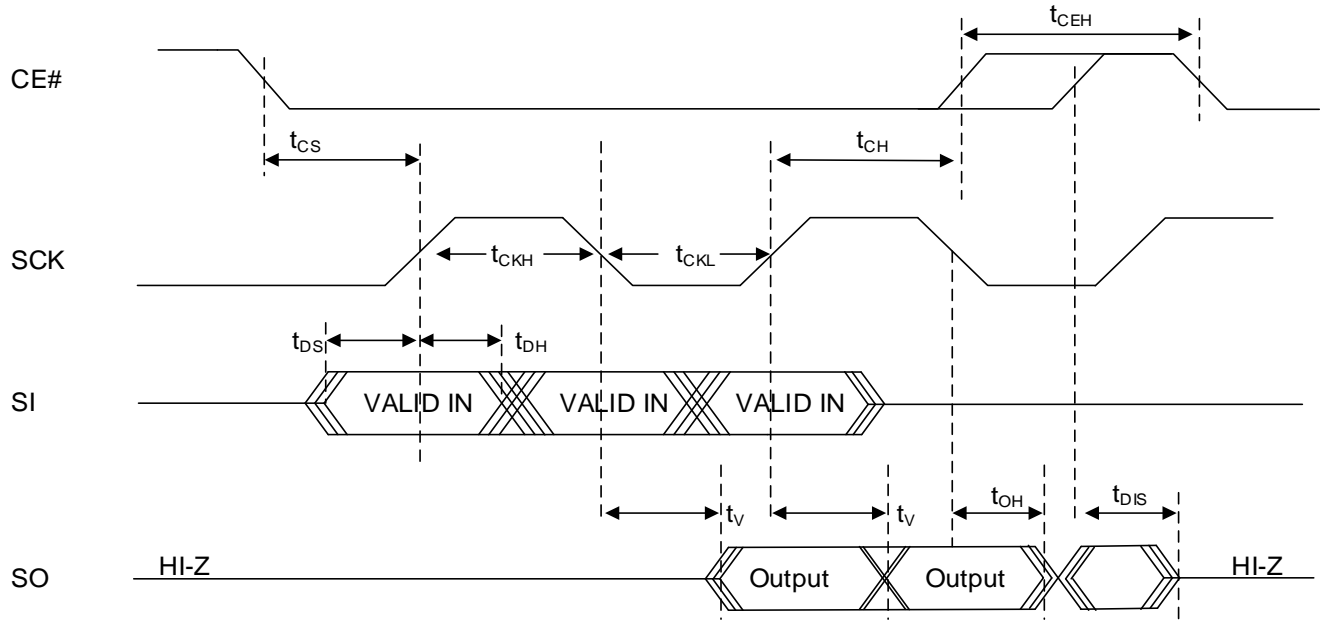 t_CEH
CE#
t_CS
t_CH
SCK
t_CKH t_CKL
t_DS t_DH
SI VALID IN VALID IN VALID IN
t_V t_V t_OH t_DIS
SO HI-Z Output Output HI-Z